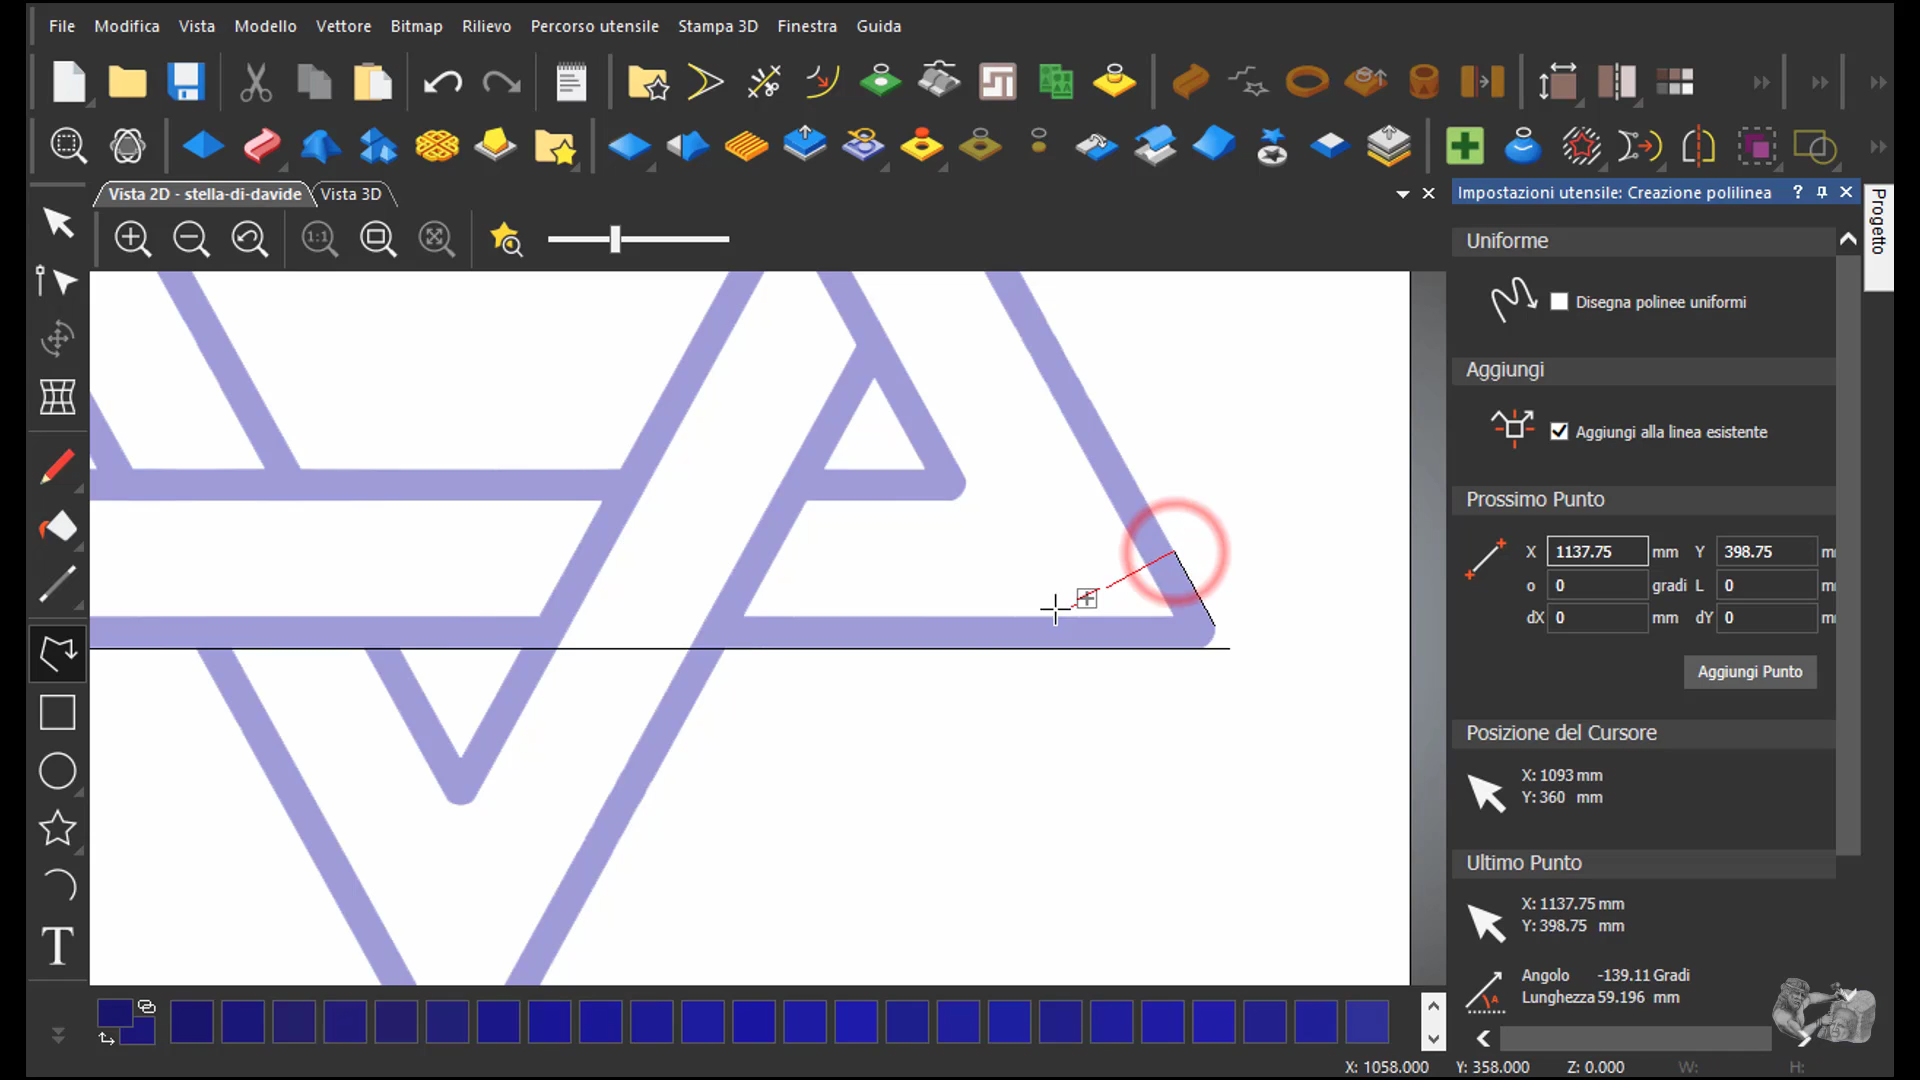 File Modifica Vista Modello Vettore Bitmap Rilievo Percorso utensile Stampa 3D Finestra Guida
Vista 2D - stella-di-davide Vista 3D
Impostazioni utensile: Creazione polilinea ?
Progetto
1:1
Uniforme
Disegna polinee uniformi
Aggiungi
Aggiungi alla linea esistente
Prossimo Punto
X 1137.75 mm Y 398.75 m
o 0 gradi L 0 m
dX 0 mm dY 0 m
Aggiungi Punto
Posizione del Cursore
X: 1093 mm
Y: 360 mm
Ultimo Punto
X: 1137.75 mm
Y: 398.75 mm
Angolo -139.11 Gradi
Lunghezza 59.196 mm
T
A
X: 1058.000 Y: 358.000 Z: 0.000 W: H: